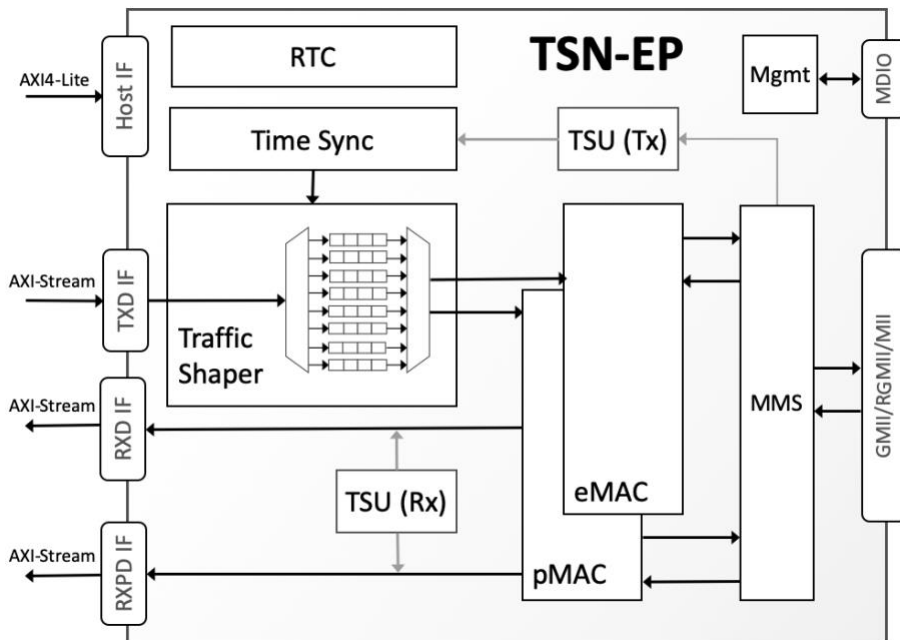 TSN-EP
RTC
Mgmt
MDIO
AXI4-Lite
Host IF
Time Sync
TSU (Tx)
AXI-Stream
TXD IF
Traffic
Shaper
GMII/RGMII/MII
MMS
AXI-Stream
RXD IF
TSU (Rx)
eMAC
AXI-Stream
RXPD IF
pMAC